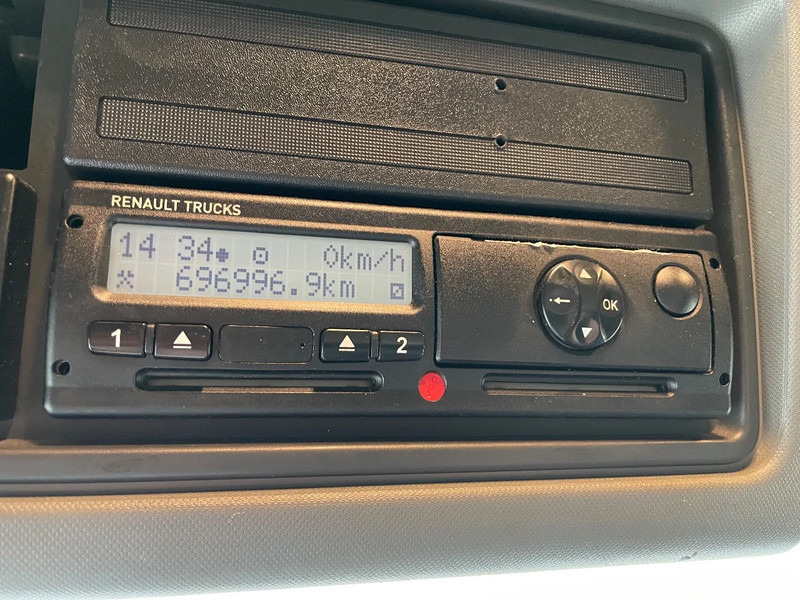 RENAULT TRUCKS
14 34 0km/h
696996.9km
1 2
OK